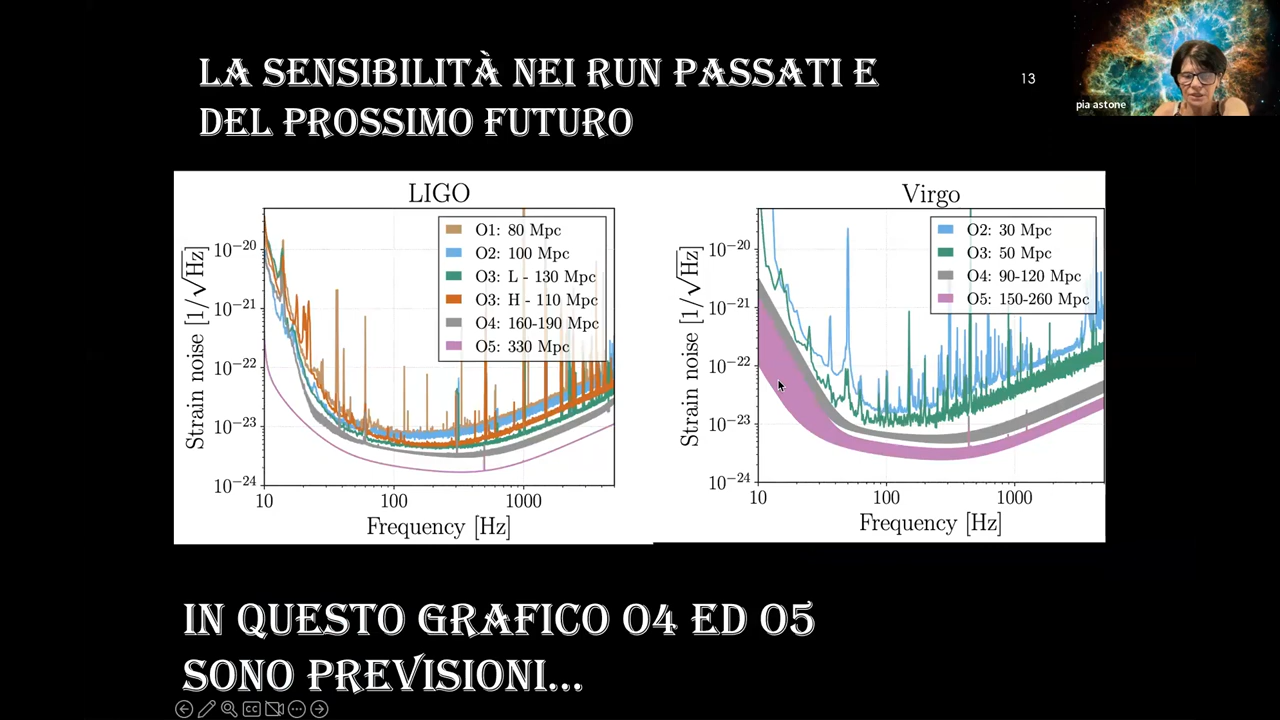 LA SENSIBILITÀ NEI RUN PASSATI E
DEL PROSSIMO FUTURO
13
pia astone
LIGO
O1: 80 Mpc
O2: 100 Mpc
O3: L - 130 Mpc
O3: H - 110 Mpc
O4: 160-190 Mpc
O5: 330 Mpc
Strain noise [1/√Hz]
10⁻²⁰
10⁻²¹
10⁻²²
10⁻²³
10⁻²⁴
10 100 1000
Frequency [Hz]
Virgo
O2: 30 Mpc
O3: 50 Mpc
O4: 90-120 Mpc
O5: 150-260 Mpc
Strain noise [1/√Hz]
10⁻²⁰
10⁻²¹
10⁻²²
10⁻²³
10⁻²⁴
10 100 1000
Frequency [Hz]
IN QUESTO GRAFICO O4 ED O5
SONO PREVISIONI...
CC